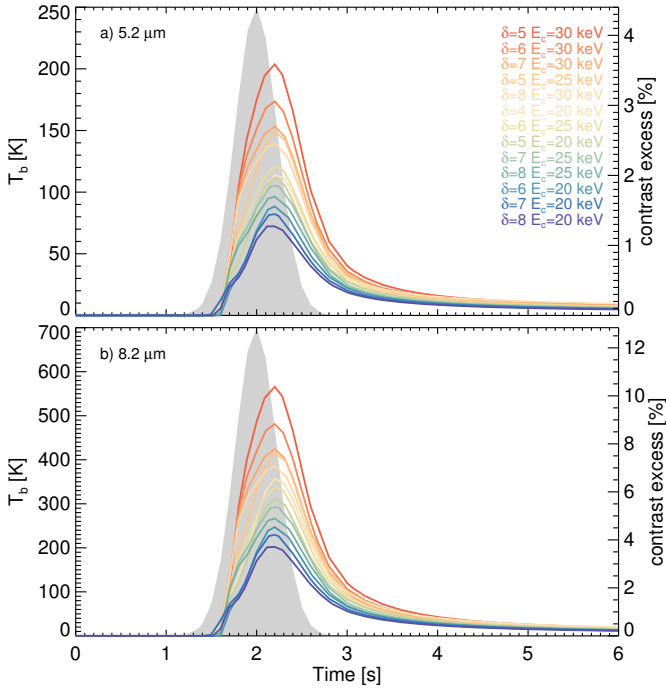 a) 5.2 μm
250
200
150
100
50
0
T_b [K]
4
3
2
1
0
contrast excess [%]
δ=5 E_c=30 keV
δ=6 E_c=30 keV
δ=7 E_c=30 keV
δ=5 E_c=25 keV
δ=8 E_c=30 keV
δ=4 E_c=20 keV
δ=6 E_c=25 keV
δ=5 E_c=20 keV
δ=7 E_c=25 keV
δ=8 E_c=25 keV
δ=6 E_c=20 keV
δ=7 E_c=20 keV
δ=8 E_c=20 keV
b) 8.2 μm
700
600
500
400
300
200
100
0
T_b [K]
12
10
8
6
4
2
0
contrast excess [%]
0 1 2 3 4 5 6
Time [s]